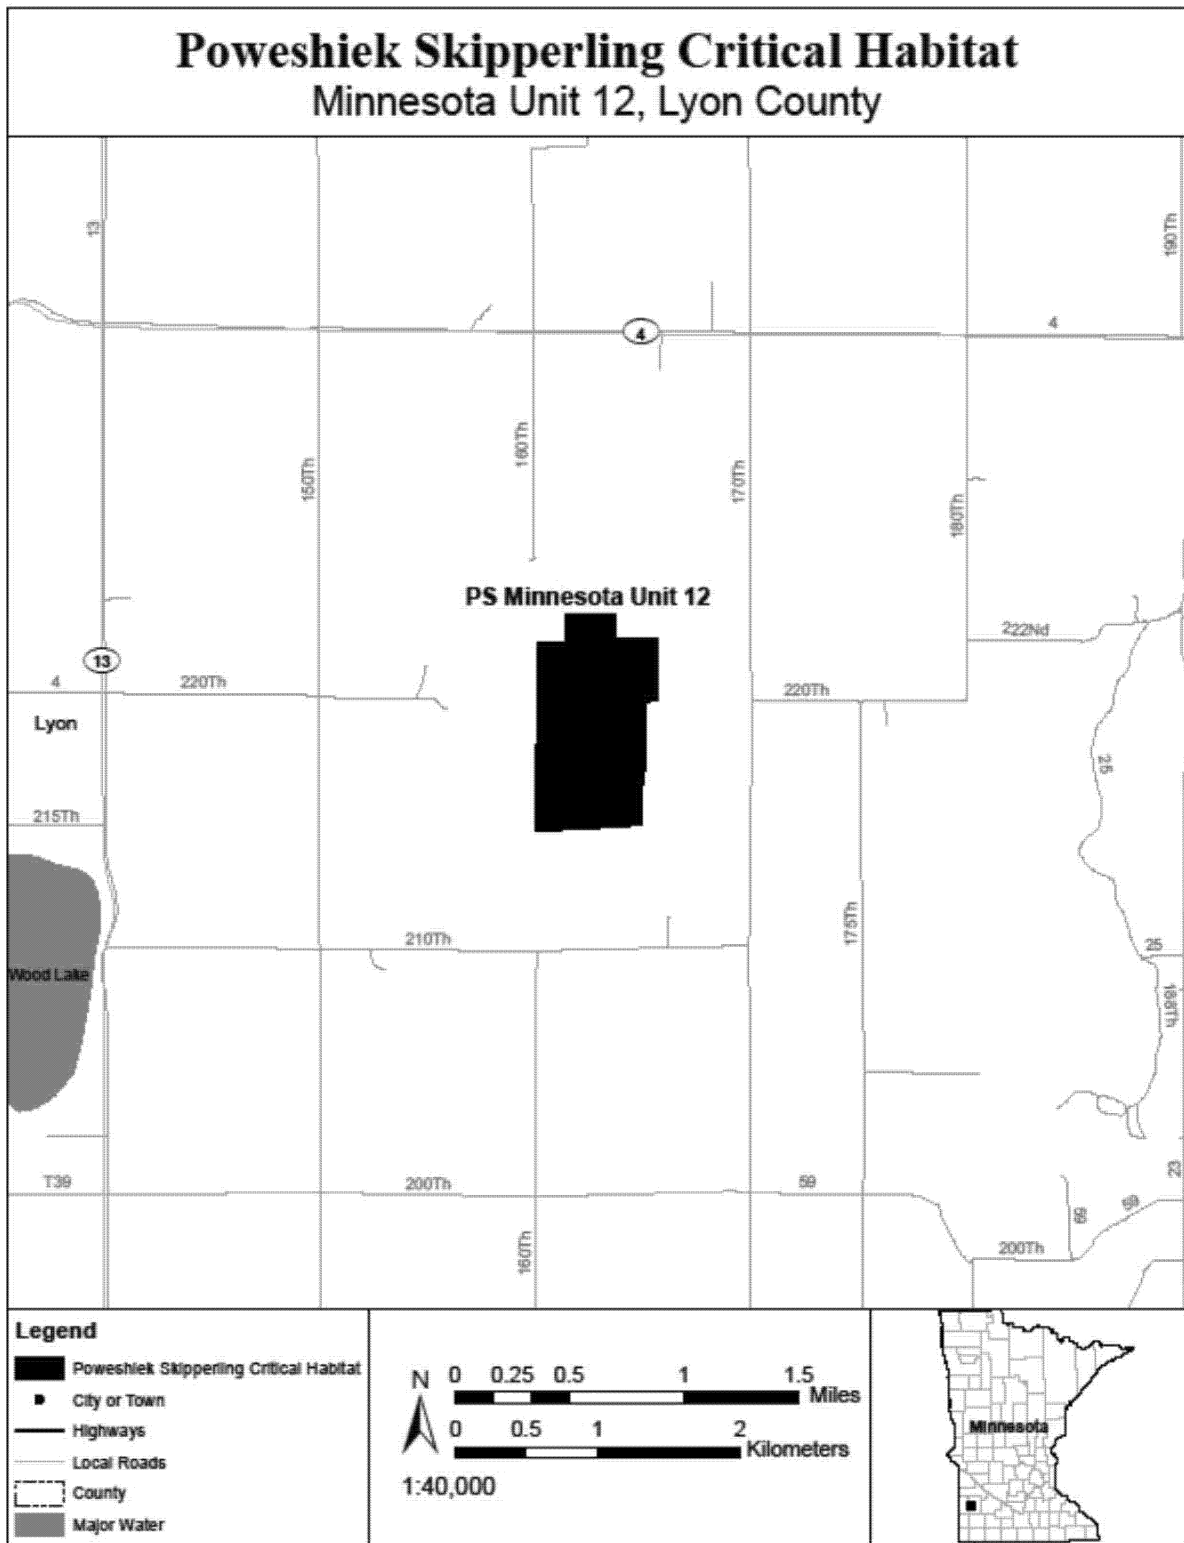 Poweshiek Skipperling Critical Habitat
Minnesota Unit 12, Lyon County
13
190Th
4
4
160Th
150Th
170Th
180Th
PS Minnesota Unit 12
222Nd
13
4
220Th
220Th
Lyon
25
215Th
175Th
210Th
25
Wood Lake
188Th
T39
200Th
59
23
59
59
160Th
200Th
Legend
Poweshiek Skipperling Critical Habitat
City or Town
Highways
Local Roads
County
Major Water
N
0 0.25 0.5 1 1.5
Miles
0 0.5 1 2
Kilometers
1:40,000
Minnesota